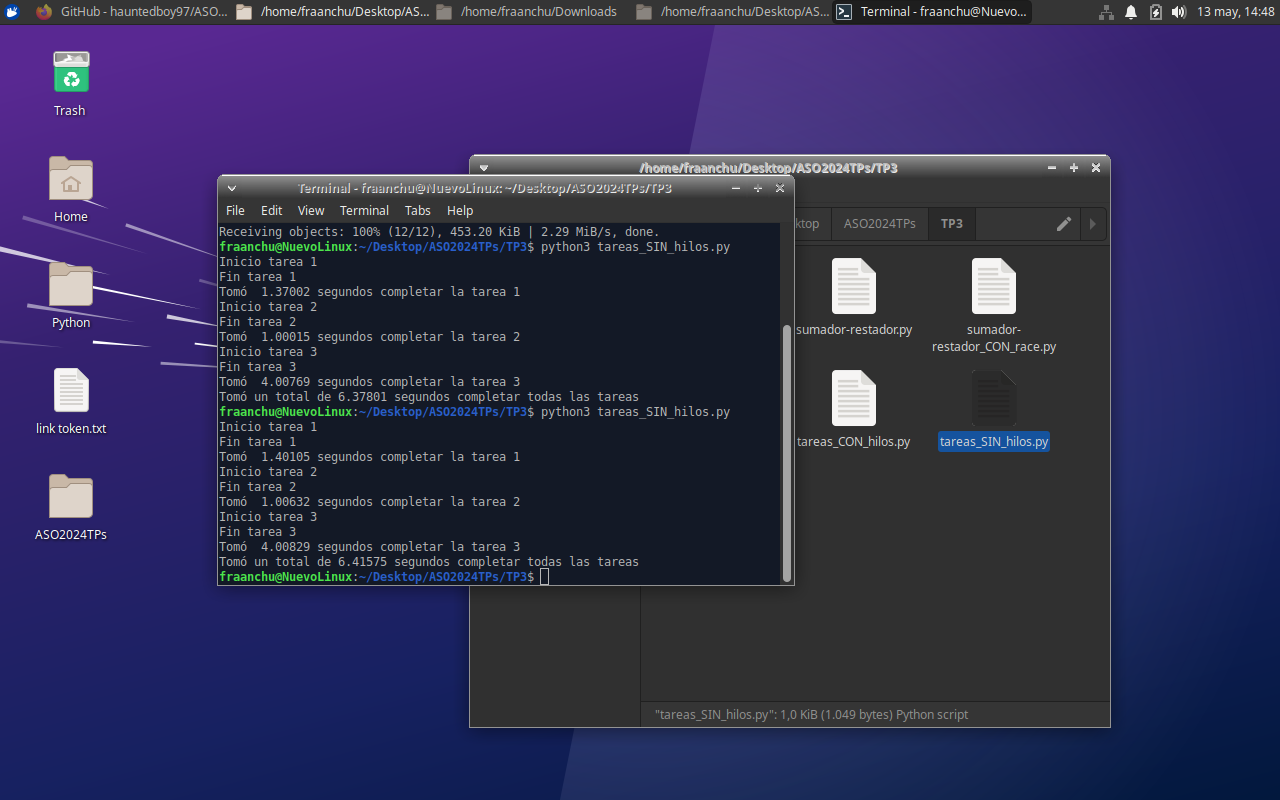 GitHub - hauntedboy97/ASO...
/home/fraanchu/Desktop/AS...
/home/fraanchu/Downloads
/home/fraanchu/Desktop/AS...
Terminal - fraanchu@Nuevo...
13 may, 14:48
Trash
Home
Python
link token.txt
ASO2024TPs
/home/fraanchu/Desktop/ASO2024TPs/TP3
ktop
ASO2024TPs
TP3
sumador-restador.py
sumador-
restador_CON_race.py
tareas_CON_hilos.py
tareas_SIN_hilos.py
"tareas_SIN_hilos.py": 1,0 KiB (1.049 bytes) Python script
Terminal - fraanchu@NuevoLinux: ~/Desktop/ASO2024TPs/TP3
File Edit View Terminal Tabs Help
Receiving objects: 100% (12/12), 453.20 KiB | 2.29 MiB/s, done.
fraanchu@NuevoLinux:~/Desktop/ASO2024TPs/TP3$ python3 tareas_SIN_hilos.py
Inicio tarea 1
Fin tarea 1
Tomó  1.37002 segundos completar la tarea 1
Inicio tarea 2
Fin tarea 2
Tomó  1.00015 segundos completar la tarea 2
Inicio tarea 3
Fin tarea 3
Tomó  4.00769 segundos completar la tarea 3
Tomó un total de 6.37801 segundos completar todas las tareas
fraanchu@NuevoLinux:~/Desktop/ASO2024TPs/TP3$ python3 tareas_SIN_hilos.py
Inicio tarea 1
Fin tarea 1
Tomó  1.40105 segundos completar la tarea 1
Inicio tarea 2
Fin tarea 2
Tomó  1.00632 segundos completar la tarea 2
Inicio tarea 3
Fin tarea 3
Tomó  4.00829 segundos completar la tarea 3
Tomó un total de 6.41575 segundos completar todas las tareas
fraanchu@NuevoLinux:~/Desktop/ASO2024TPs/TP3$